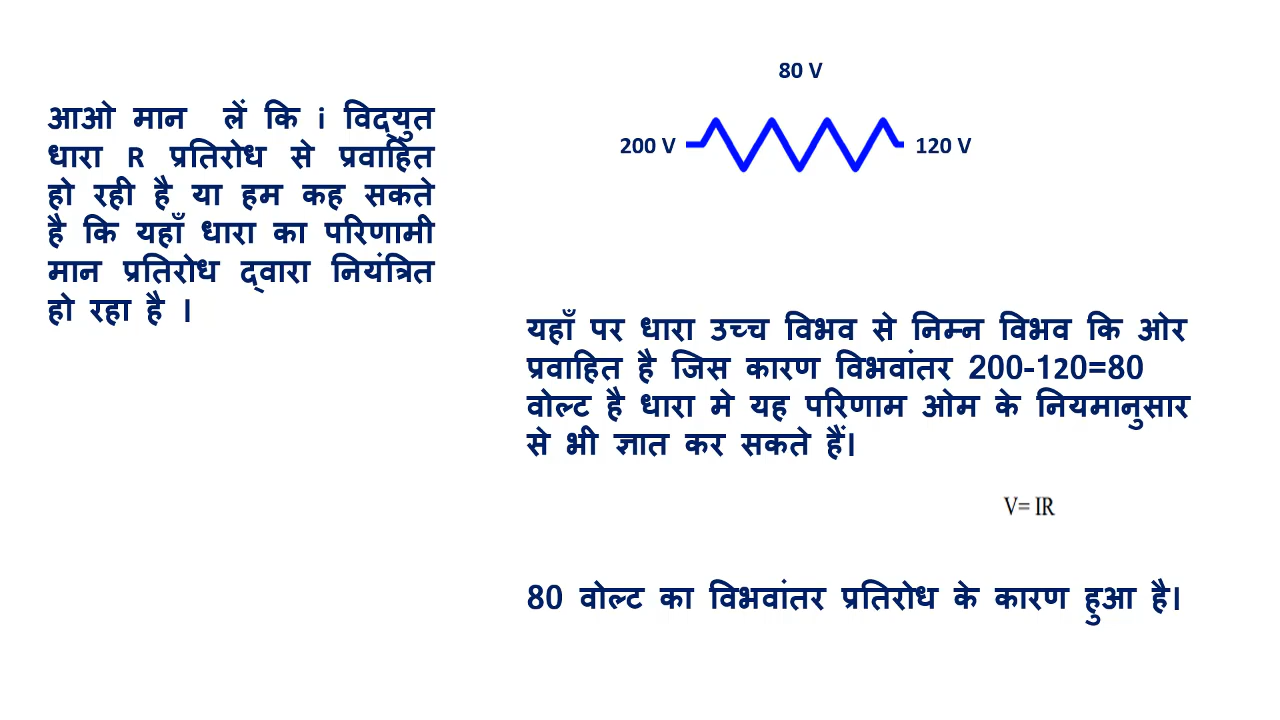 आओ मान लें कि i विद्युत
धारा R प्रतिरोध से प्रवाहित
हो रही है या हम कह सकते
है कि यहाँ धारा का परिणामी
मान प्रतिरोध द्वारा नियंत्रित
हो रहा है ।
80 V
200 V
120 V
यहाँ पर धारा उच्च विभव से निम्न विभव कि ओर
प्रवाहित है जिस कारण विभवांतर 200-120=80
वोल्ट है धारा मे यह परिणाम ओम के नियमानुसार
से भी ज्ञात कर सकते हैं।
V= IR
80 वोल्ट का विभवांतर प्रतिरोध के कारण हुआ है।